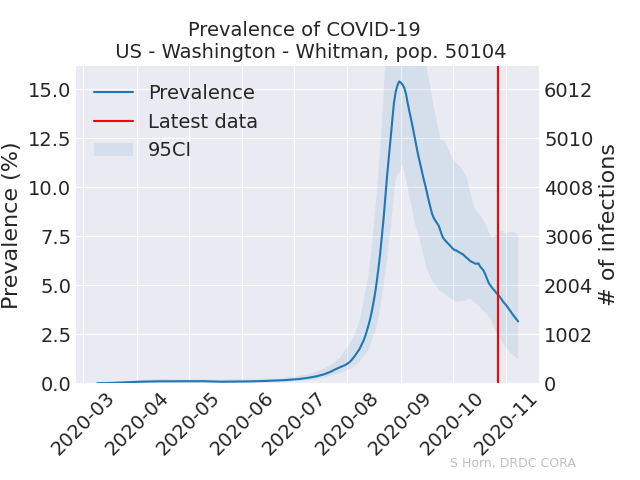 Prevalence of COVID-19
US - Washington - Whitman, pop. 50104
Prevalence
Latest data
95CI
Prevalence (%)
15.0
12.5
10.0
7.5
5.0
2.5
0.0
# of infections
6012
5010
4008
3006
2004
1002
0
2020-03
2020-04
2020-05
2020-06
2020-07
2020-08
2020-09
2020-10
2020-11
S Horn, DRDC CORA